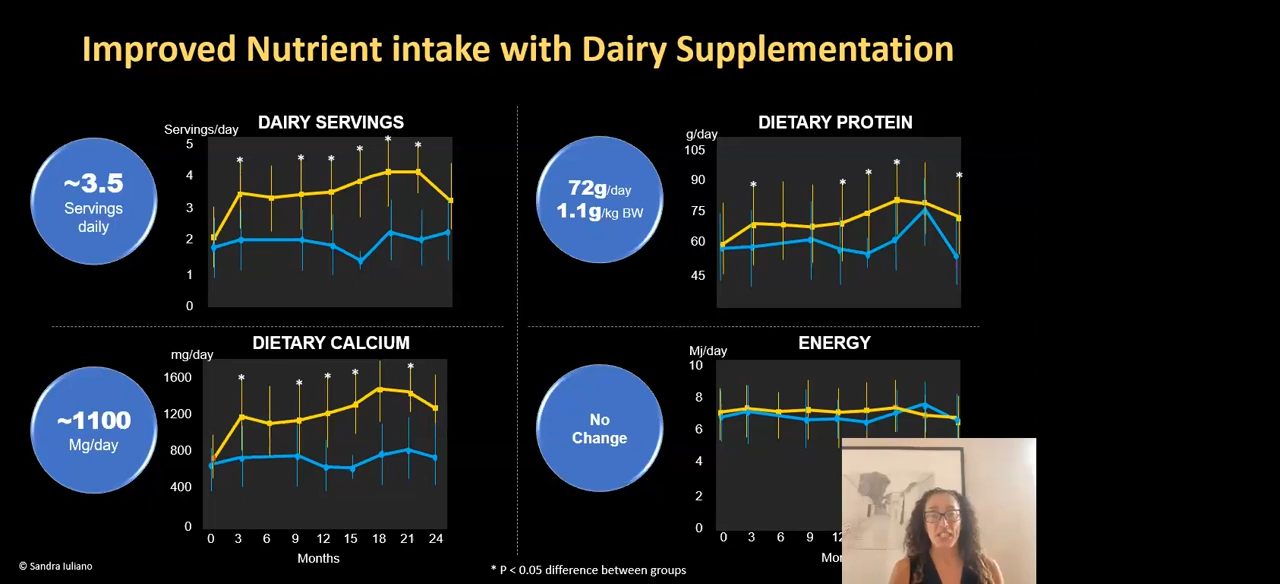 Improved Nutrient intake with Dairy Supplementation
~3.5
Servings
daily
DAIRY SERVINGS
Servings/day
5
4
3
2
1
0
* * * * * *
72g/day
1.1g/kg BW
DIETARY PROTEIN
g/day
105
90
75
60
45
* * * * *
~1100
Mg/day
DIETARY CALCIUM
mg/day
1600
1200
800
400
0
* * * * *
0 3 6 9 12 15 18 21 24
Months
No
Change
ENERGY
Mj/day
10
8
6
4
2
0
0 3 6 9
© Sandra Iuliano
* P < 0.05 difference between groups